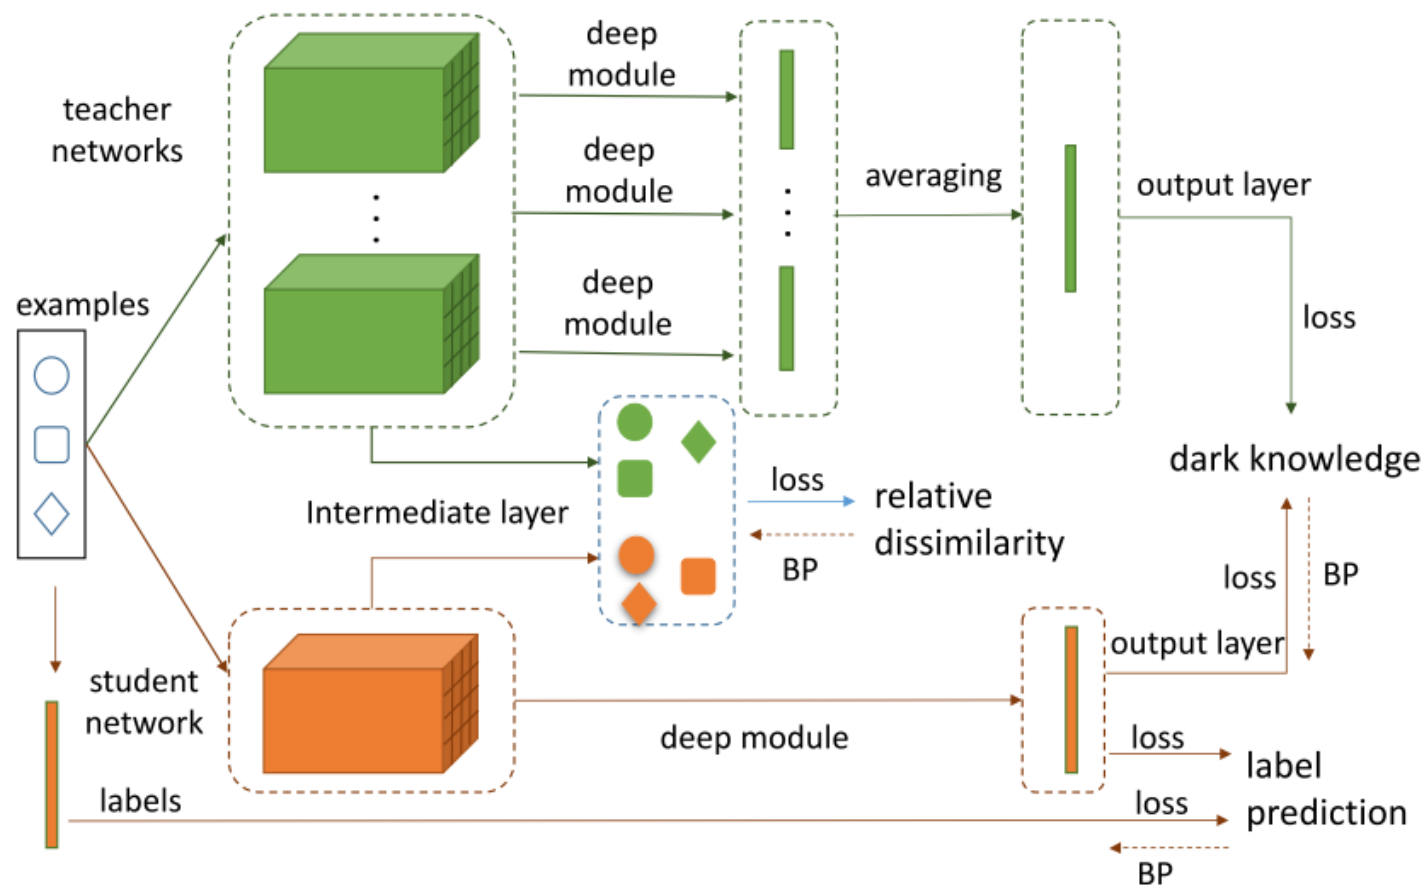 deep
module
teacher
networks
deep
module
averaging
output layer
deep
module
examples
loss
dark knowledge
loss
relative
dissimilarity
Intermediate layer
BP
loss
BP
output layer
student
network
deep module
loss
label
prediction
labels
loss
BP